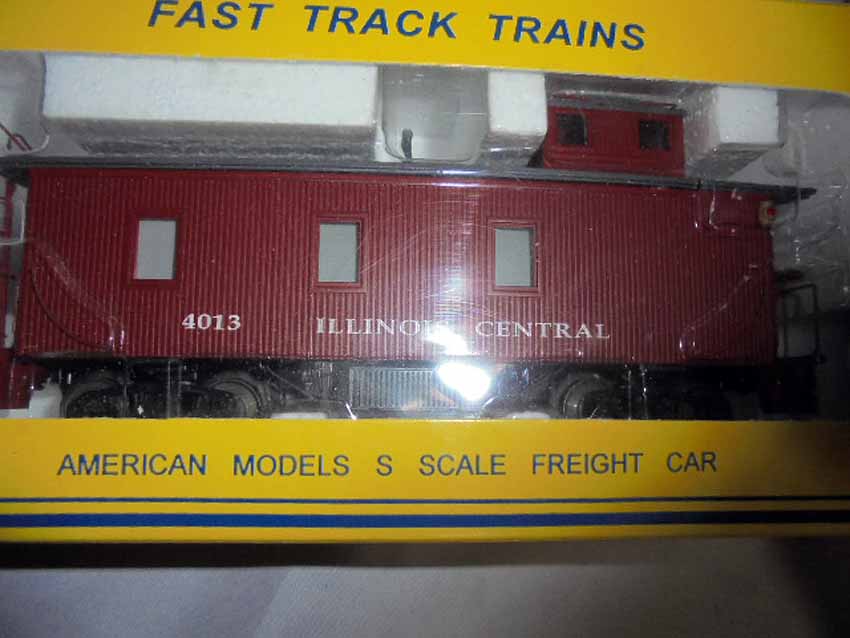 FAST TRACK TRAINS
4013 ILLINOIS CENTRAL
AMERICAN MODELS S SCALE FREIGHT CAR